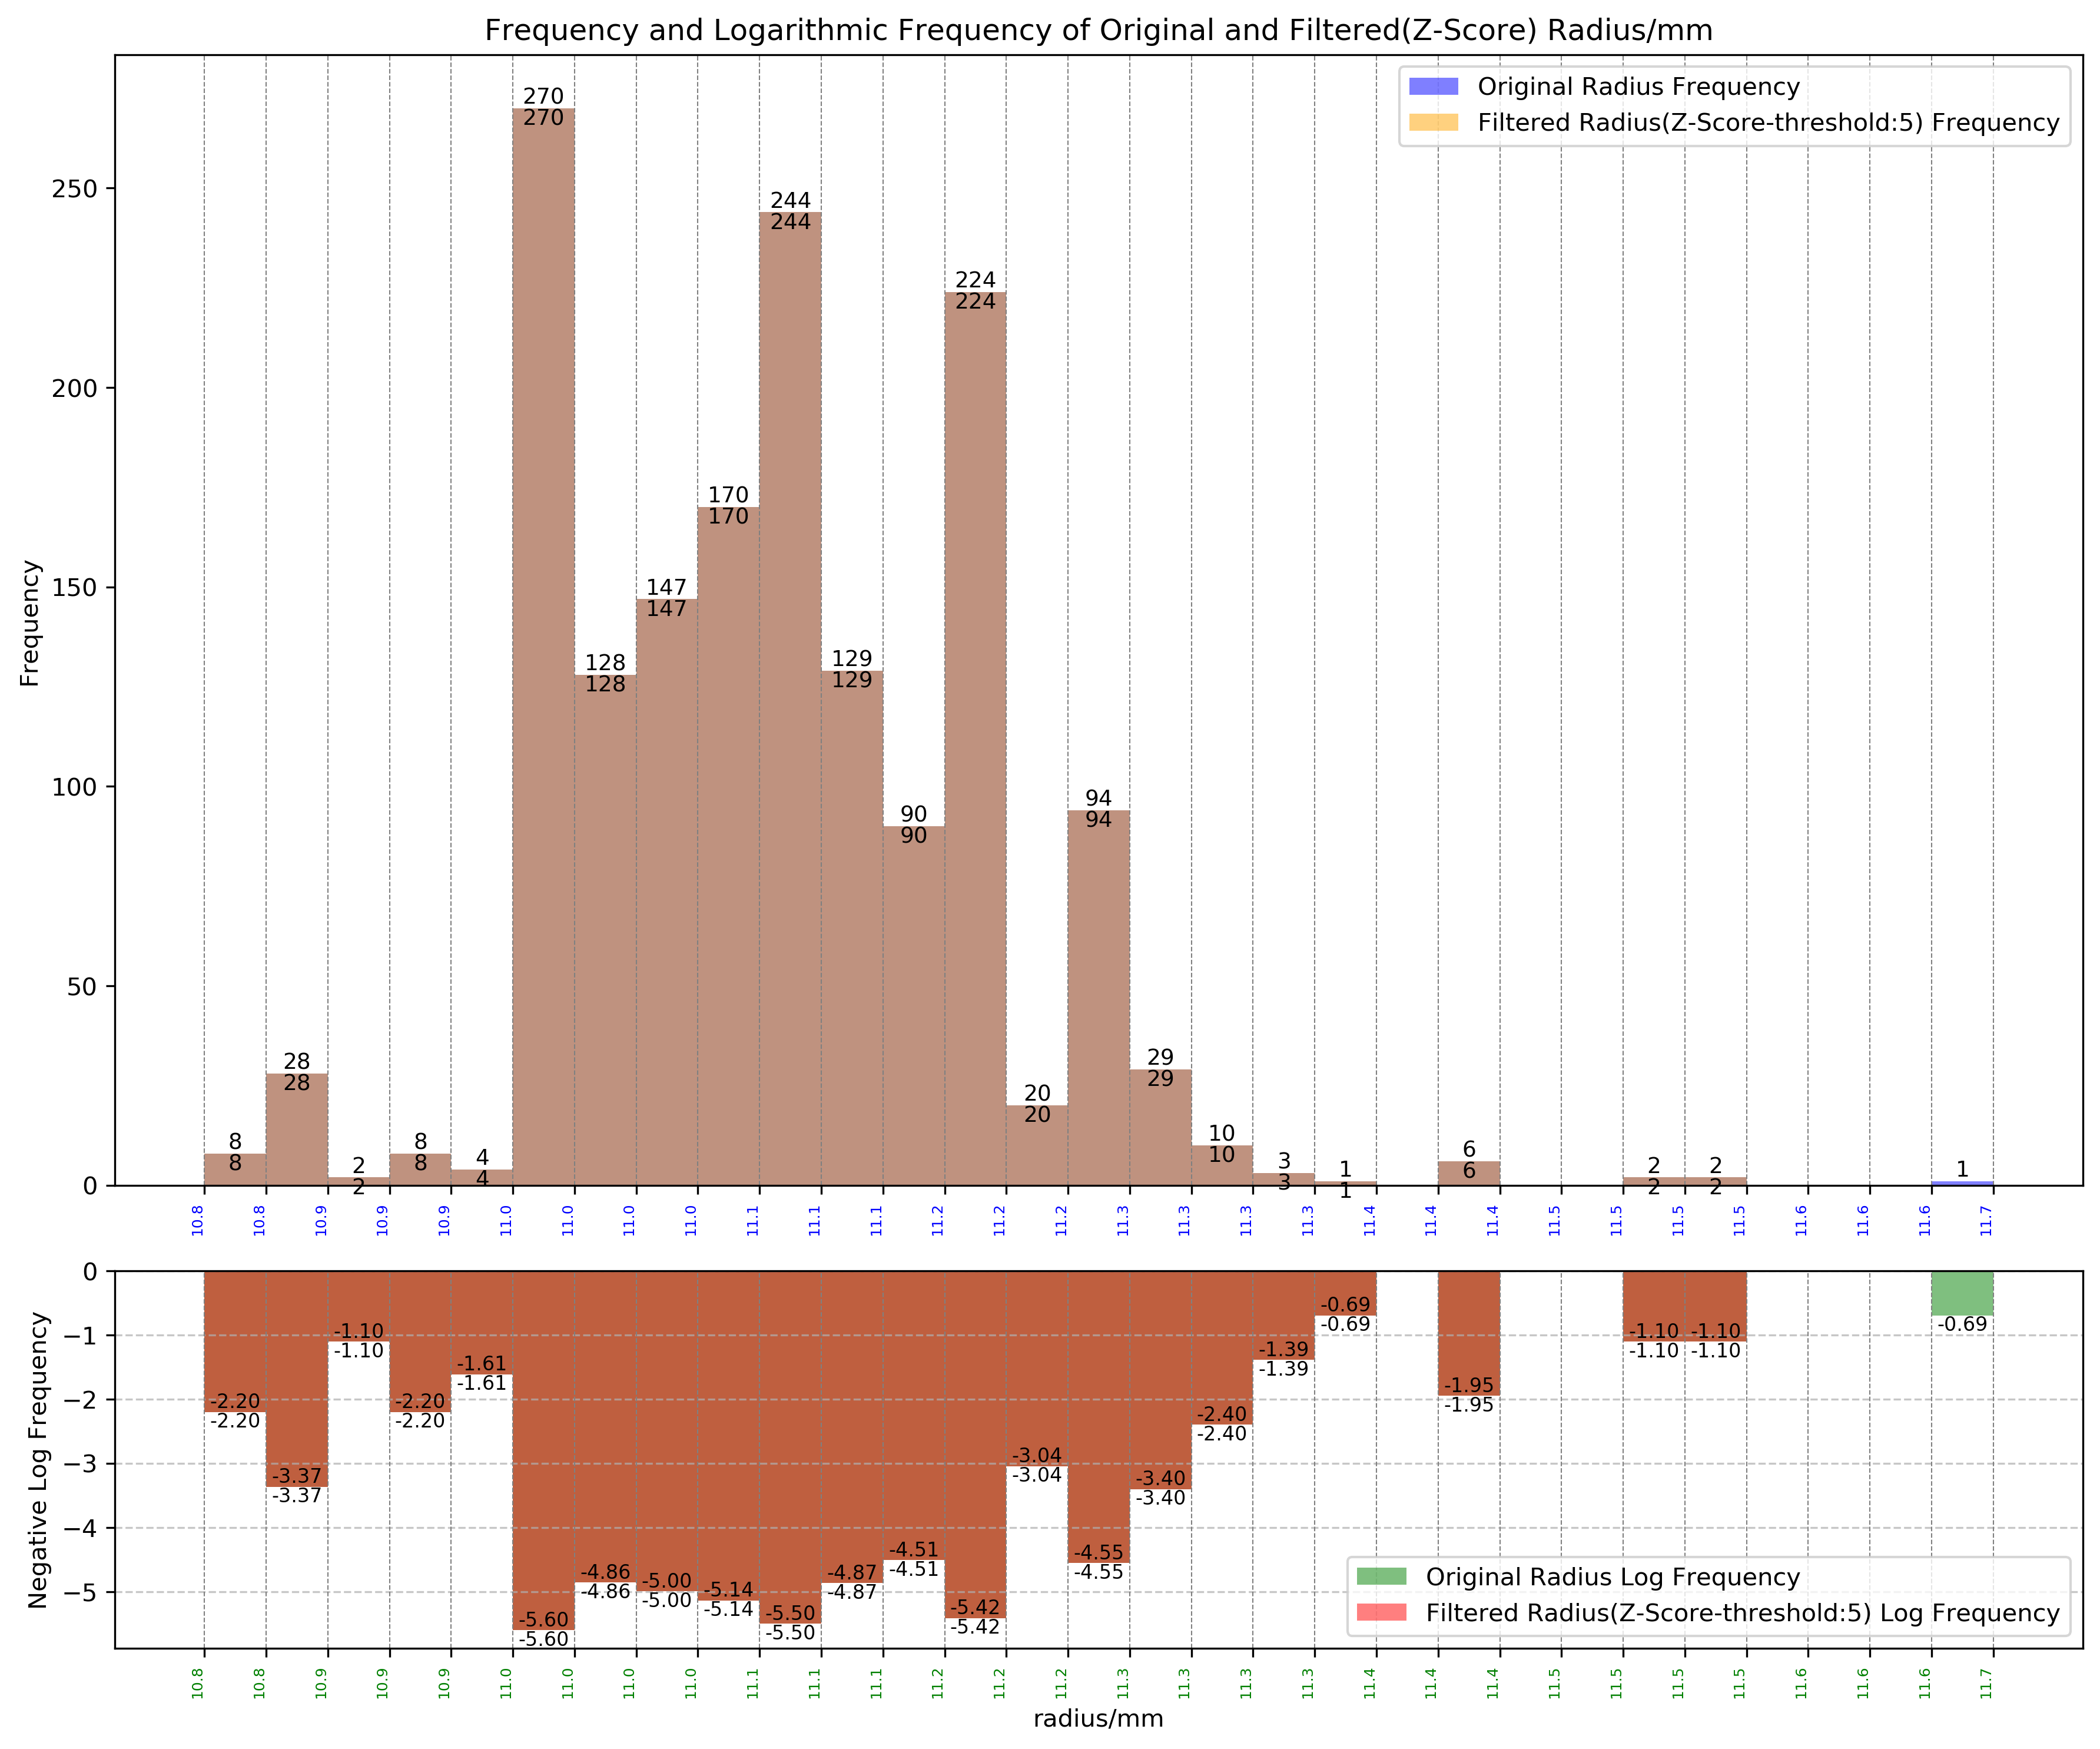 Frequency and Logarithmic Frequency of Original and Filtered(Z-Score) Radius/mm
Original Radius Frequency
Filtered Radius(Z-Score-threshold:5) Frequency
Frequency
250
200
150
100
50
0
8 28 2 8 4 270 128 147 170 244 129 90 224 20 94 29 10 3 1 6 2 2 1
8 28 2 8 4 270 128 147 170 244 129 90 224 20 94 29 10 3 1 6 2 2
10.8 10.8 10.9 10.9 10.9 11.0 11.0 11.0 11.0 11.1 11.1 11.1 11.2 11.2 11.2 11.3 11.3 11.3 11.3 11.4 11.4 11.4 11.5 11.5 11.5 11.5 11.6 11.6 11.6 11.7
Negative Log Frequency
0
−1
−2
−3
−4
−5
-2.20 -3.37 -1.10 -2.20 -1.61 -5.60 -4.86 -5.00 -5.14 -5.50 -4.87 -4.51 -5.42 -3.04 -4.55 -3.40 -2.40 -1.39 -0.69 -1.95 -1.10 -1.10
-2.20 -3.37 -1.10 -2.20 -1.61 -5.60 -4.86 -5.00 -5.14 -5.50 -4.87 -4.51 -5.42 -3.04 -4.55 -3.40 -2.40 -1.39 -0.69 -1.95 -1.10 -1.10 -0.69
Original Radius Log Frequency
Filtered Radius(Z-Score-threshold:5) Log Frequency
10.8 10.8 10.9 10.9 10.9 11.0 11.0 11.0 11.0 11.1 11.1 11.1 11.2 11.2 11.2 11.3 11.3 11.3 11.3 11.4 11.4 11.4 11.5 11.5 11.5 11.5 11.6 11.6 11.6 11.7
radius/mm